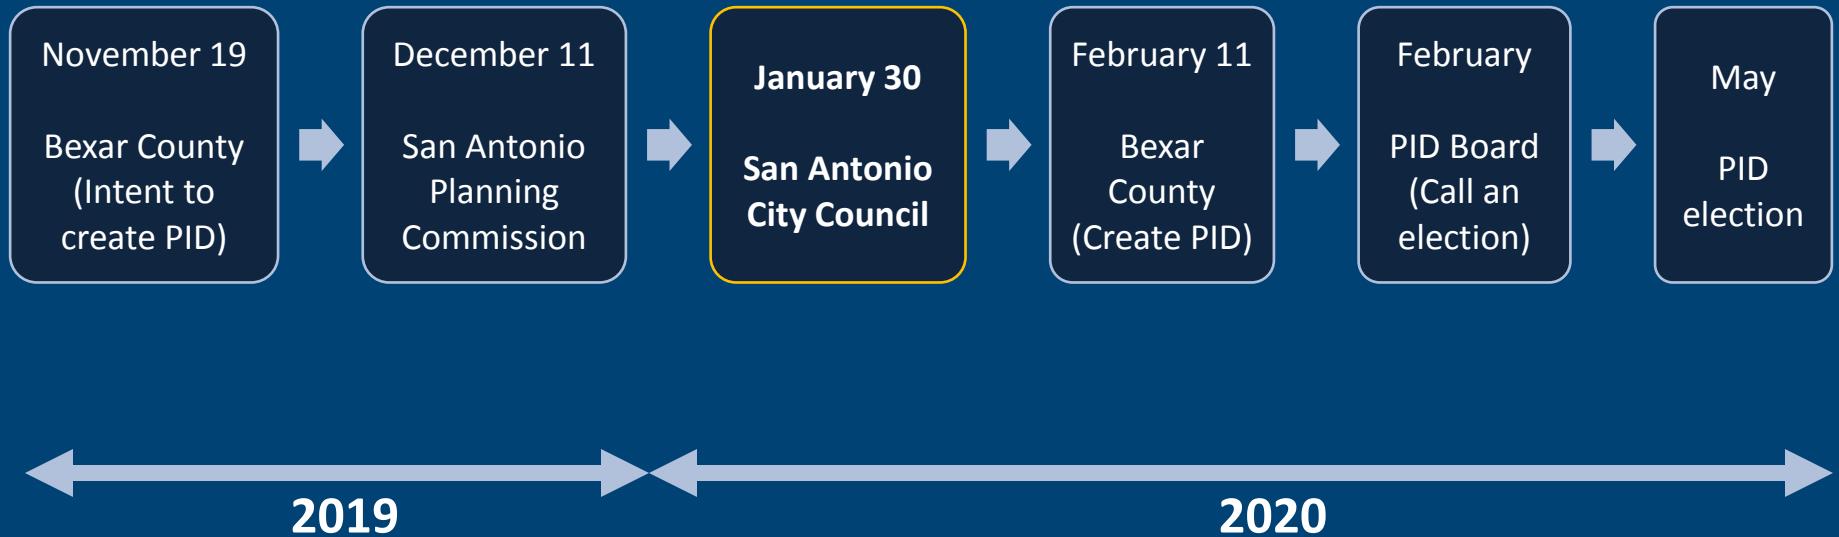 November 19
Bexar County
(Intent to
create PID)
December 11
San Antonio
Planning
Commission
January 30
San Antonio
City Council
February 11
Bexar
County
(Create PID)
February
PID Board
(Call an
election)
May
PID
election
2019
2020